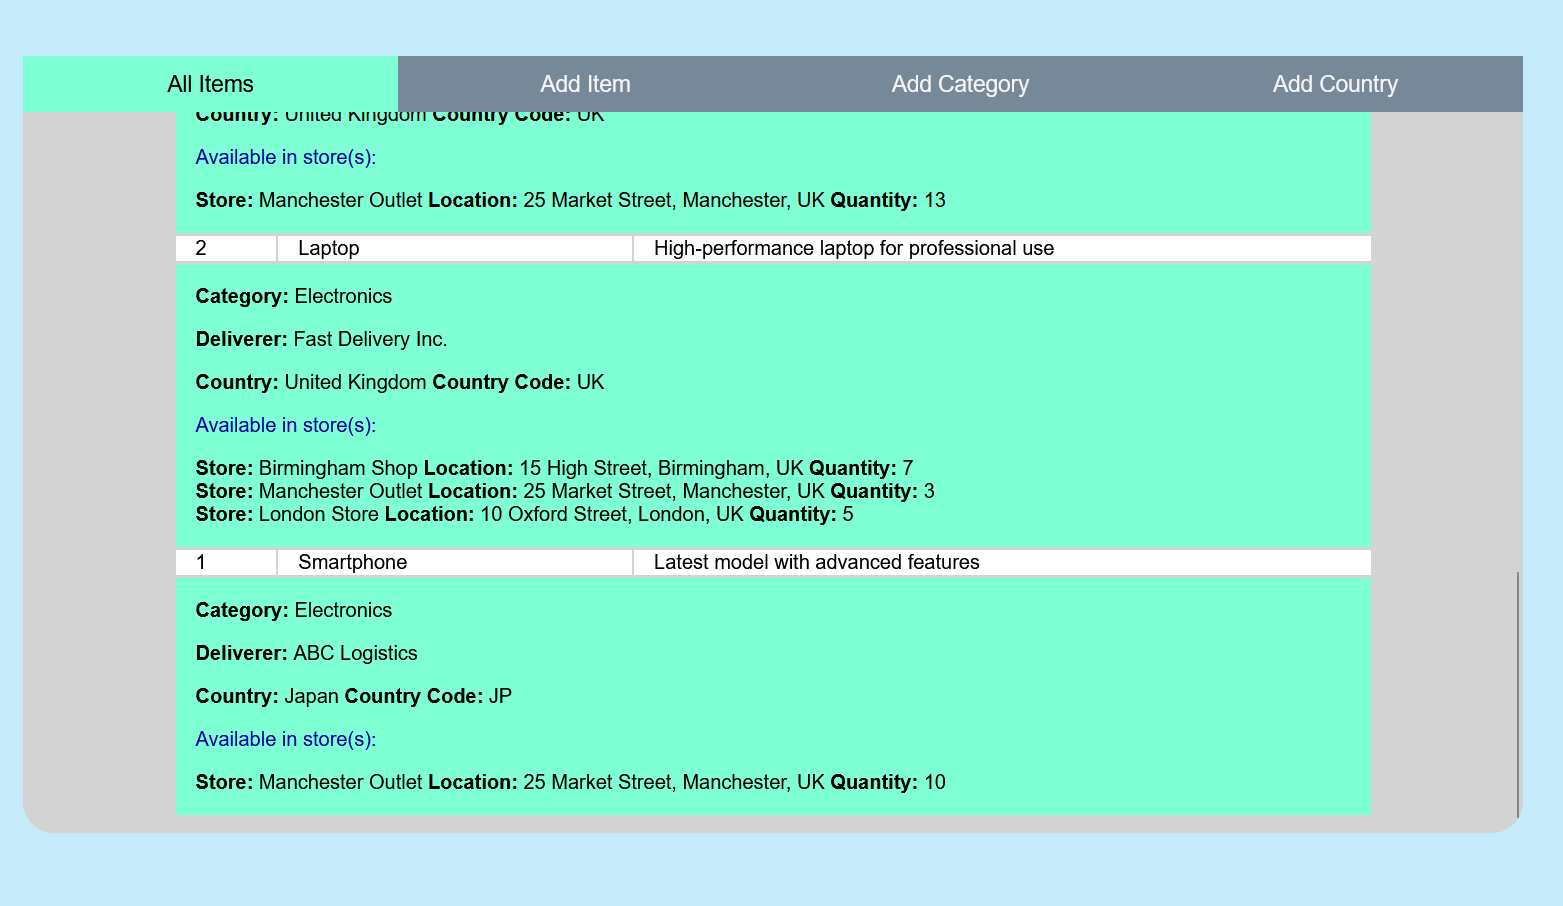 All Items Add Item Add Category Add Country
Country: United Kingdom Country Code: UK
Available in store(s):
Store: Manchester Outlet Location: 25 Market Street, Manchester, UK Quantity: 13
2 Laptop High-performance laptop for professional use
Category: Electronics
Deliverer: Fast Delivery Inc.
Country: United Kingdom Country Code: UK
Available in store(s):
Store: Birmingham Shop Location: 15 High Street, Birmingham, UK Quantity: 7
Store: Manchester Outlet Location: 25 Market Street, Manchester, UK Quantity: 3
Store: London Store Location: 10 Oxford Street, London, UK Quantity: 5
1 Smartphone Latest model with advanced features
Category: Electronics
Deliverer: ABC Logistics
Country: Japan Country Code: JP
Available in store(s):
Store: Manchester Outlet Location: 25 Market Street, Manchester, UK Quantity: 10